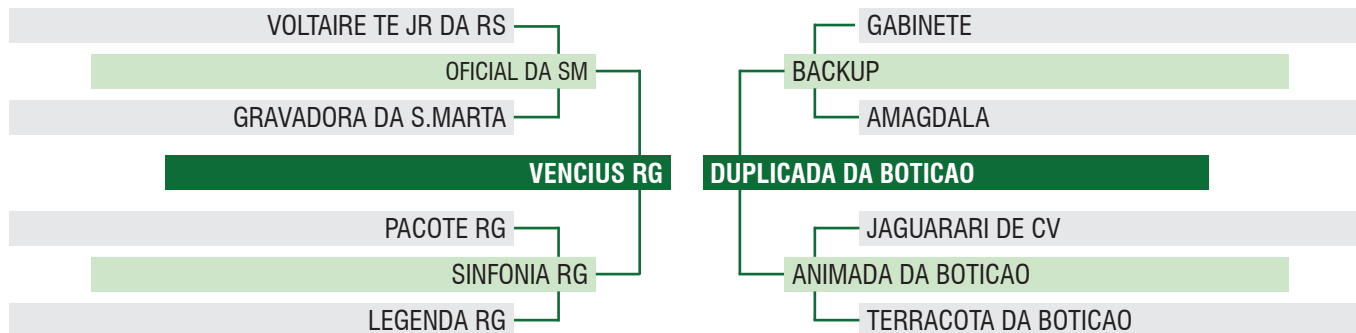 VOLTAIRE TE JR DA RS
OFICIAL DA SM
GRAVADORA DA S.MARTA
VENCIUS RG
PACOTE RG
SINFONIA RG
LEGENDA RG
GABINETE
BACKUP
AMAGDALA
DUPLICADA DA BOTICAO
JAGUARARI DE CV
ANIMADA DA BOTICAO
TERRACOTA DA BOTICAO